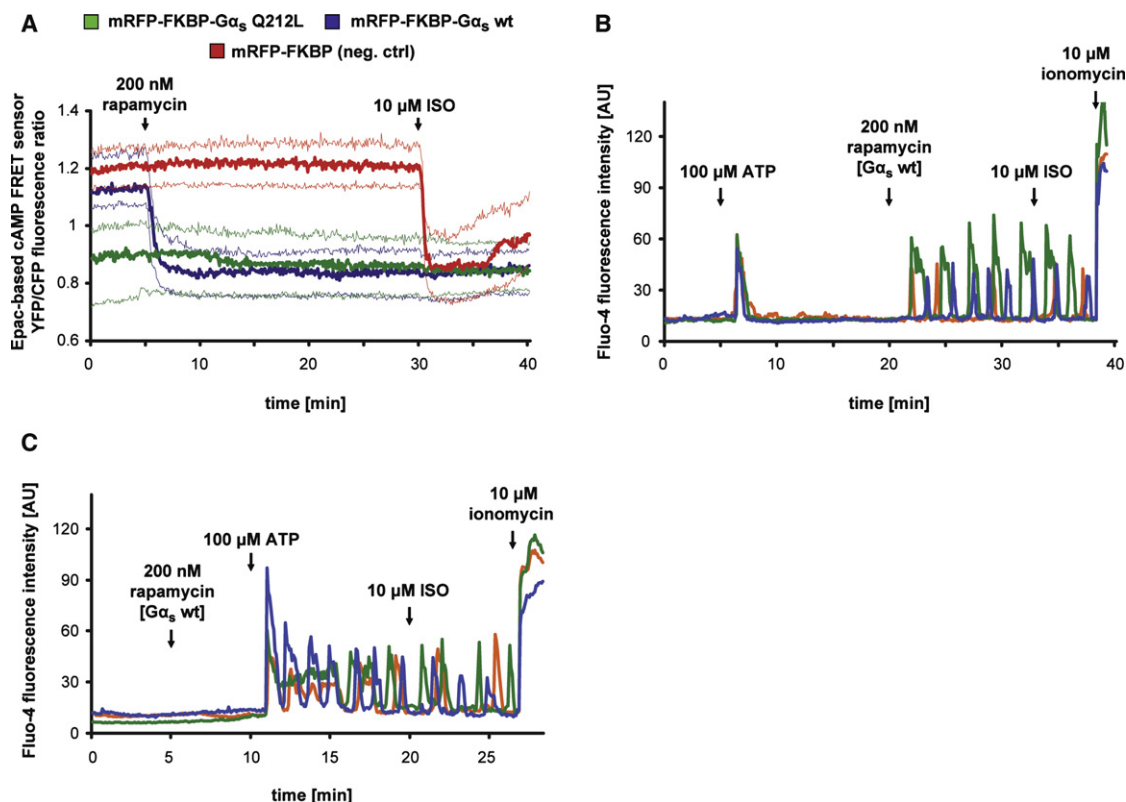 A
mRFP-FKBP-Gαs Q212L
mRFP-FKBP-Gαs wt
mRFP-FKBP (neg. ctrl)
200 nM
rapamycin
10 µM ISO
Epac-based cAMP FRET sensor
YFP/CFP fluorescence ratio
1.4
1.2
1
0.8
0.6
0 10 20 30 40
time [min]
B
10 µM
ionomycin
200 nM
rapamycin
[Gαs wt]
100 µM ATP
10 µM ISO
Fluo-4 fluorescence intensity [AU]
120
90
60
30
0
0 10 20 30 40
time [min]
C
10 µM
ionomycin
100 µM ATP
200 nM
rapamycin
[Gαs wt]
10 µM ISO
Fluo-4 fluorescence intensity [AU]
120
90
60
30
0
0 5 10 15 20 25
time [min]